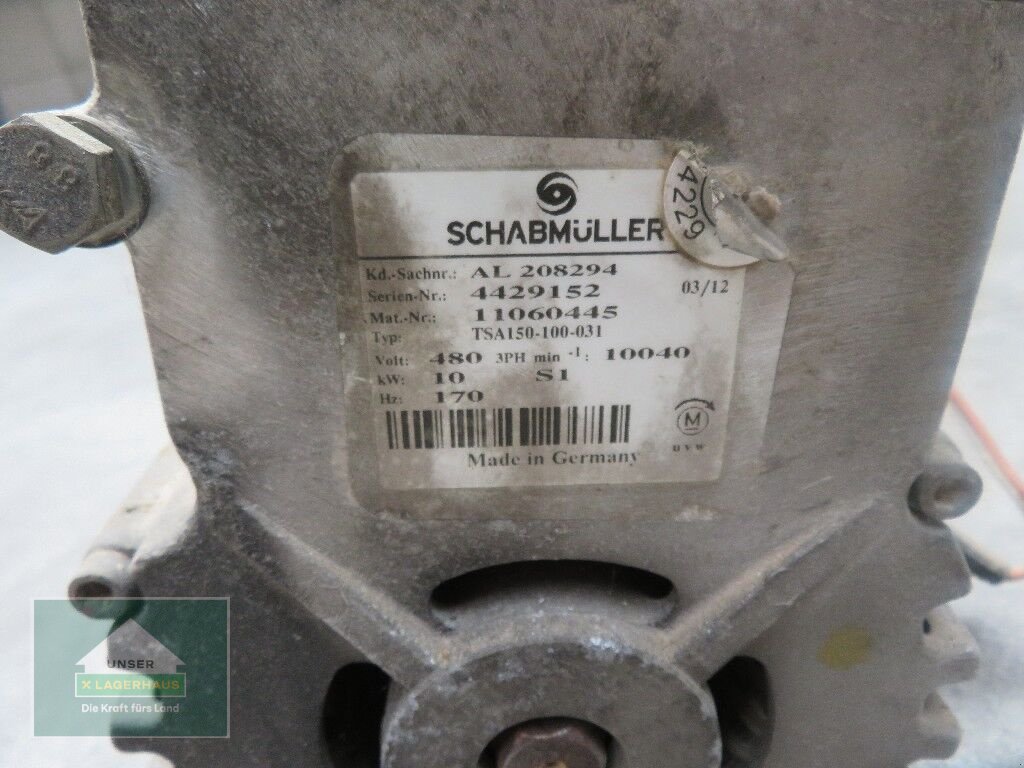 SCHABMÜLLER
4229
Kd.-Sachnr.: AL 208294
Serien-Nr.: 4429152 03/12
Mat.-Nr.: 11060445
Typ: TSA150-100-031
Volt: 480 3PH min -1: 10040
kW: 10 S1
Hz: 170
M
U V W
Made in Germany
8.8
UNSER
X LAGERHAUS
Die Kraft fürs Land